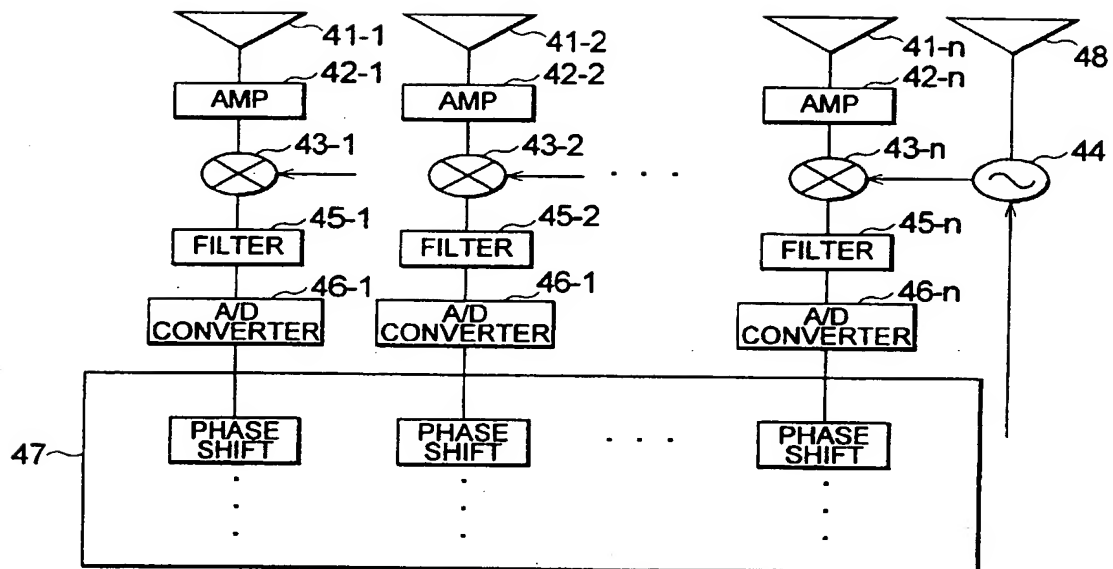 41-1 41-2 41-n 48
42-1 42-2 42-n
AMP AMP AMP
43-1 43-2 43-n 44
45-1 45-2 45-n
FILTER FILTER FILTER
46-1 46-1 46-n
A/D A/D A/D
CONVERTER CONVERTER CONVERTER
47
PHASE PHASE PHASE
SHIFT SHIFT SHIFT